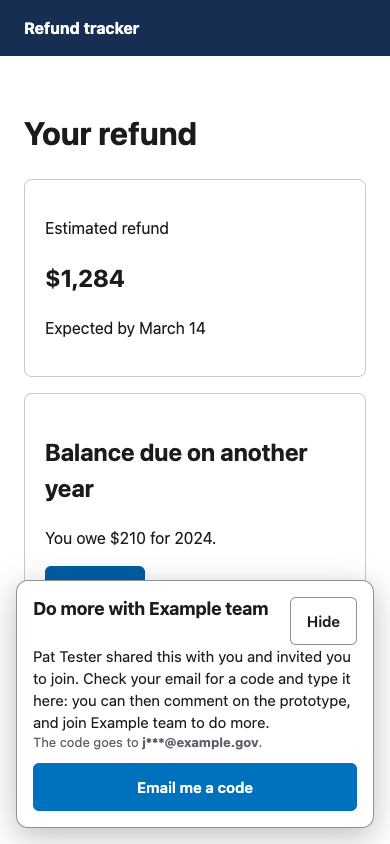 Refund tracker
Your refund
Estimated refund
$1,284
Expected by March 14
Balance due on another
year
You owe $210 for 2024.
Do more with Example team
Hide
Pat Tester shared this with you and invited you
to join. Check your email for a code and type it
here: you can then comment on the prototype,
and join Example team to do more.
The code goes to j***@example.gov.
Email me a code